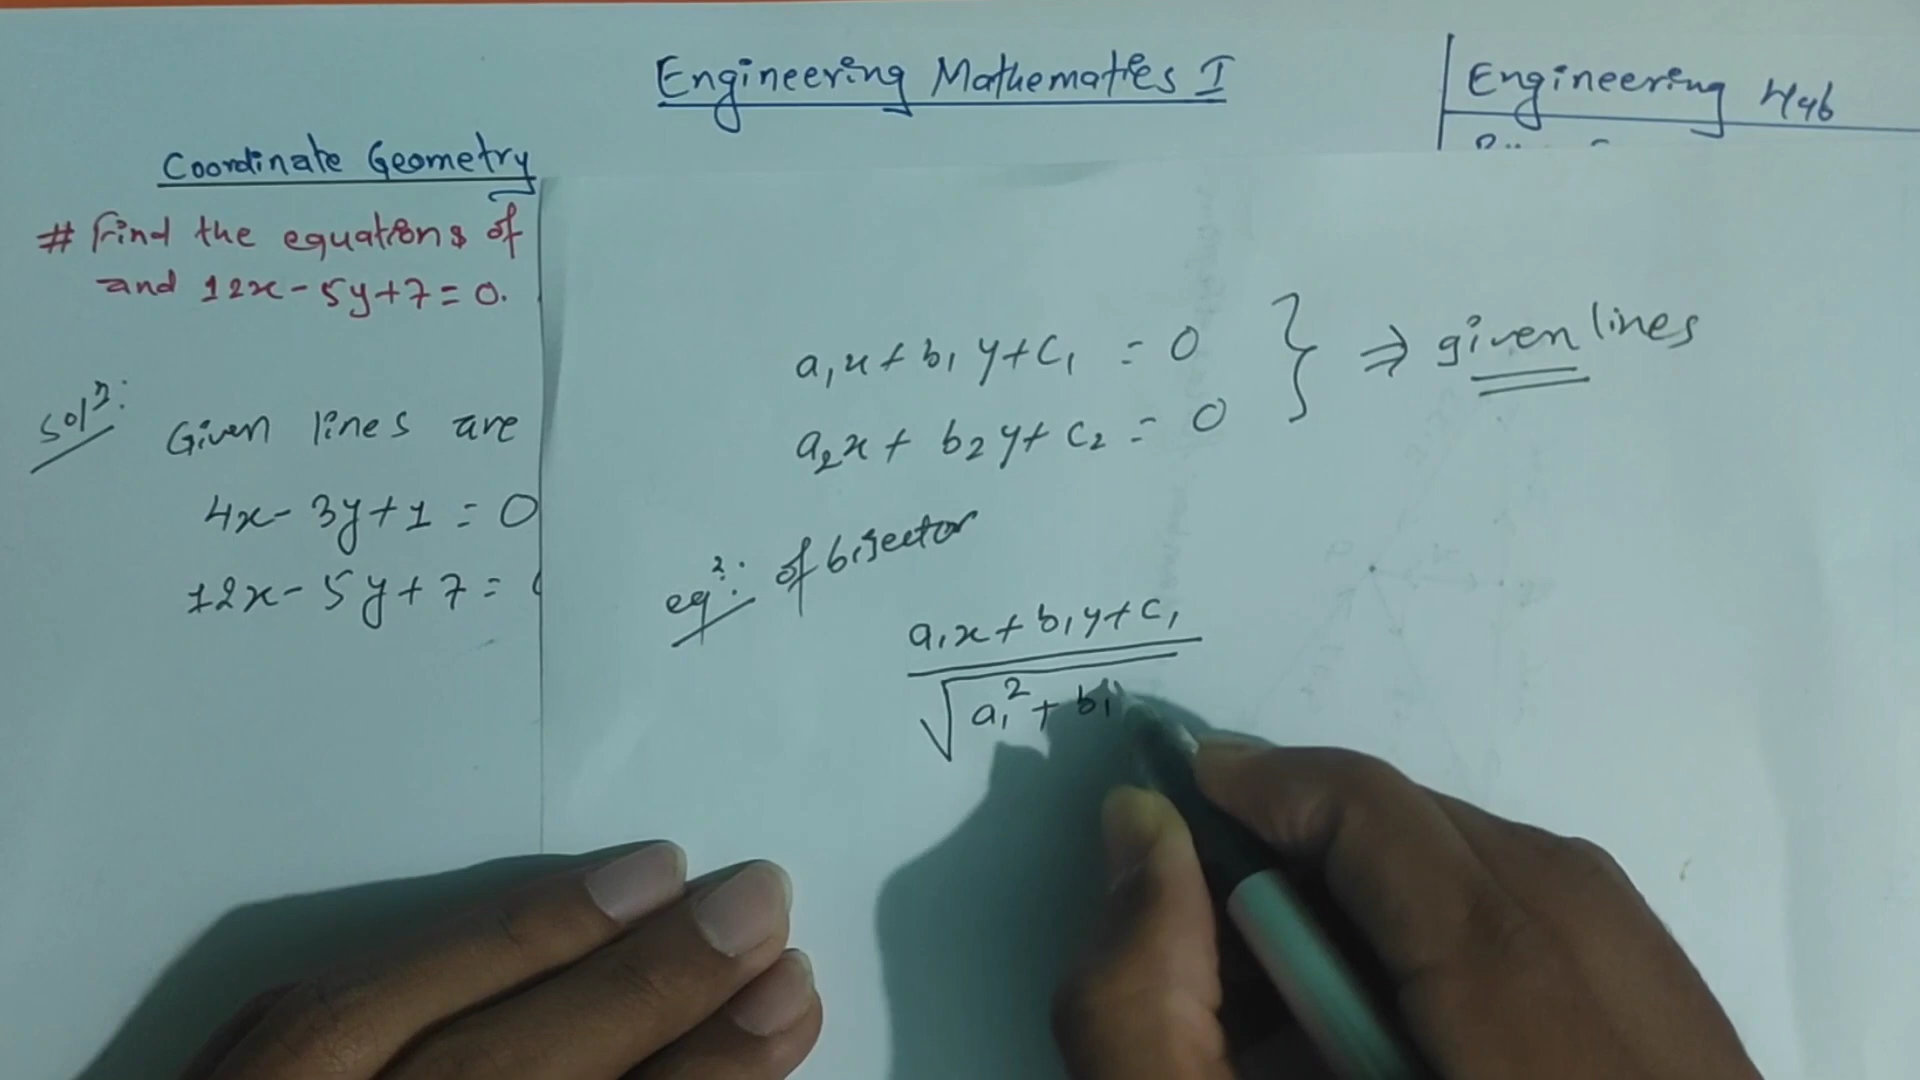 Engineering Mathematics I
Engineering Hub
Coordinate Geometry
# Find the equations of
and 12x-5y+7=0.
Solⁿ:
Given lines are
4x-3y+1=0
12x-5y+7=
a₁x+b₁y+c₁=0
a₂x+b₂y+c₂=0
} ⇒ given lines
eqⁿ: of bisector
a₁x+b₁y+c₁
√a₁²+b₁